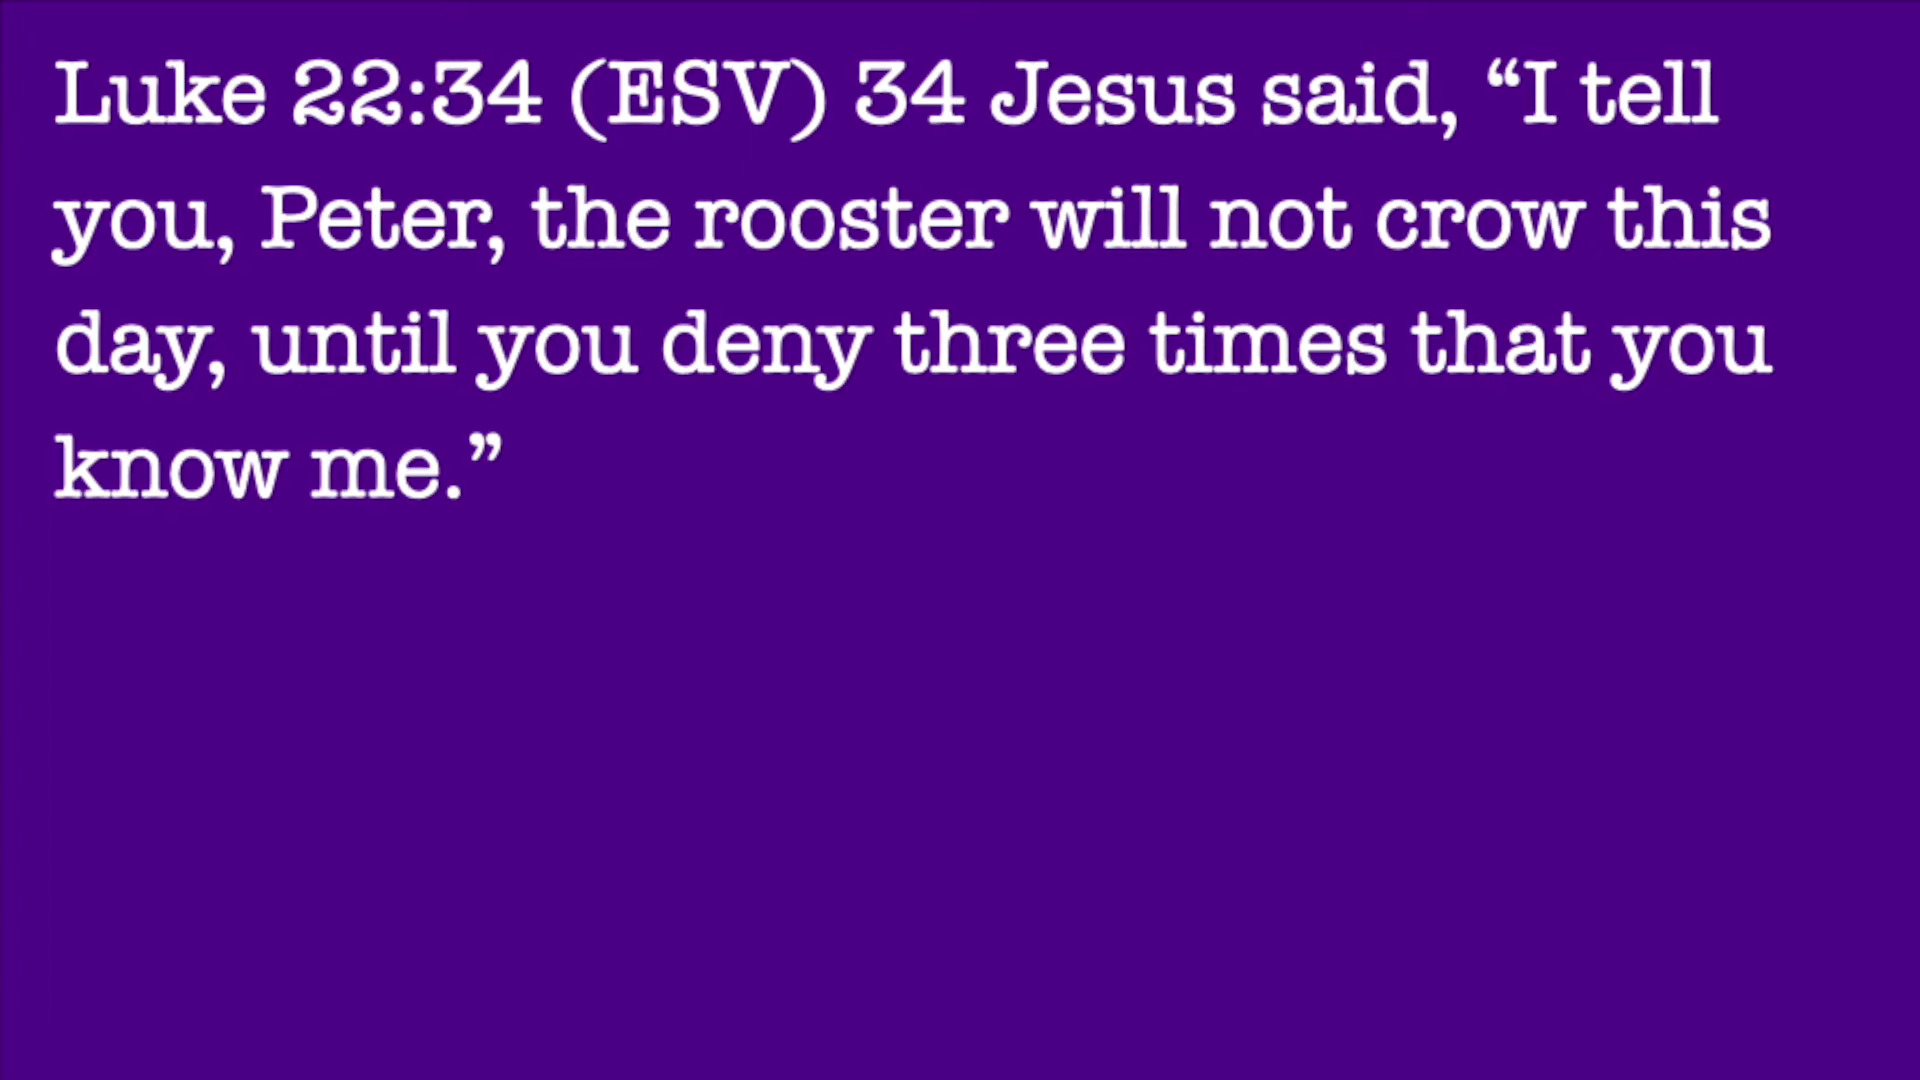 Luke 22:34 (ESV) 34 Jesus said, “I tell
you, Peter, the rooster will not crow this
day, until you deny three times that you
know me.”